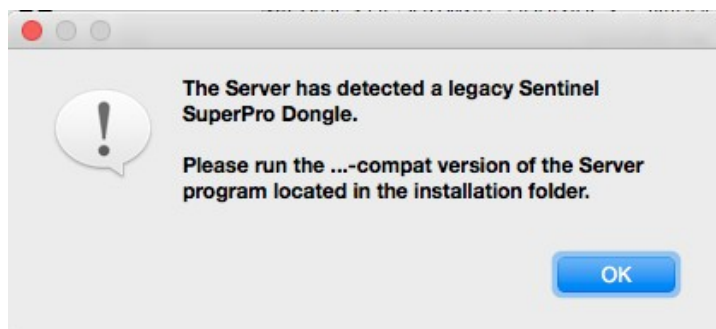 The Server has detected a legacy Sentinel
SuperPro Dongle.
Please run the ...-compat version of the Server
program located in the installation folder.
OK